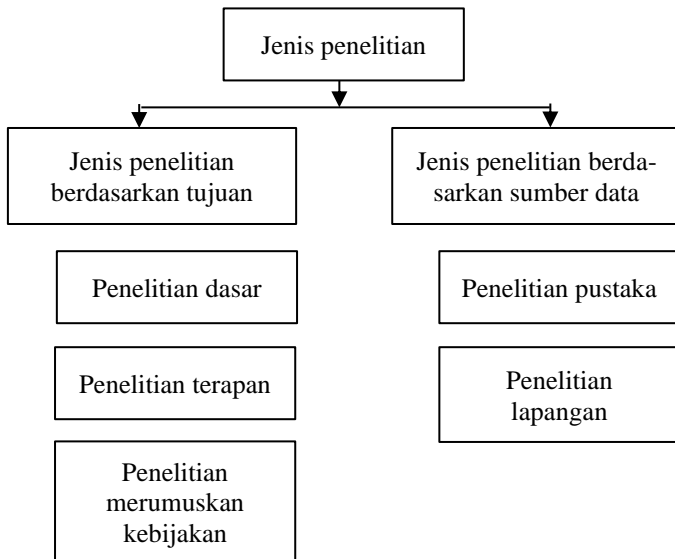 Jenis penelitian
Jenis penelitian
berdasarkan tujuan
Jenis penelitian berda-
sarkan sumber data
Penelitian dasar
Penelitian pustaka
Penelitian terapan
Penelitian
lapangan
Penelitian
merumuskan
kebijakan